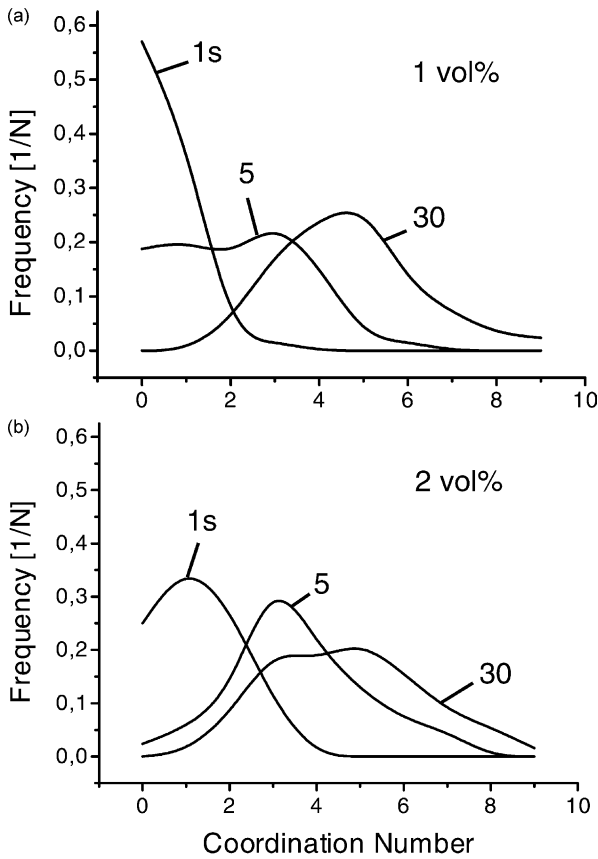 (a)
0,6
0,5
0,4
0,3
0,2
0,1
0,0
Frequency [1/N]
1s
5
30
1 vol%
0 2 4 6 8 10
(b)
0,6
0,5
0,4
0,3
0,2
0,1
0,0
Frequency [1/N]
1s
5
30
2 vol%
0 2 4 6 8 10
Coordination Number